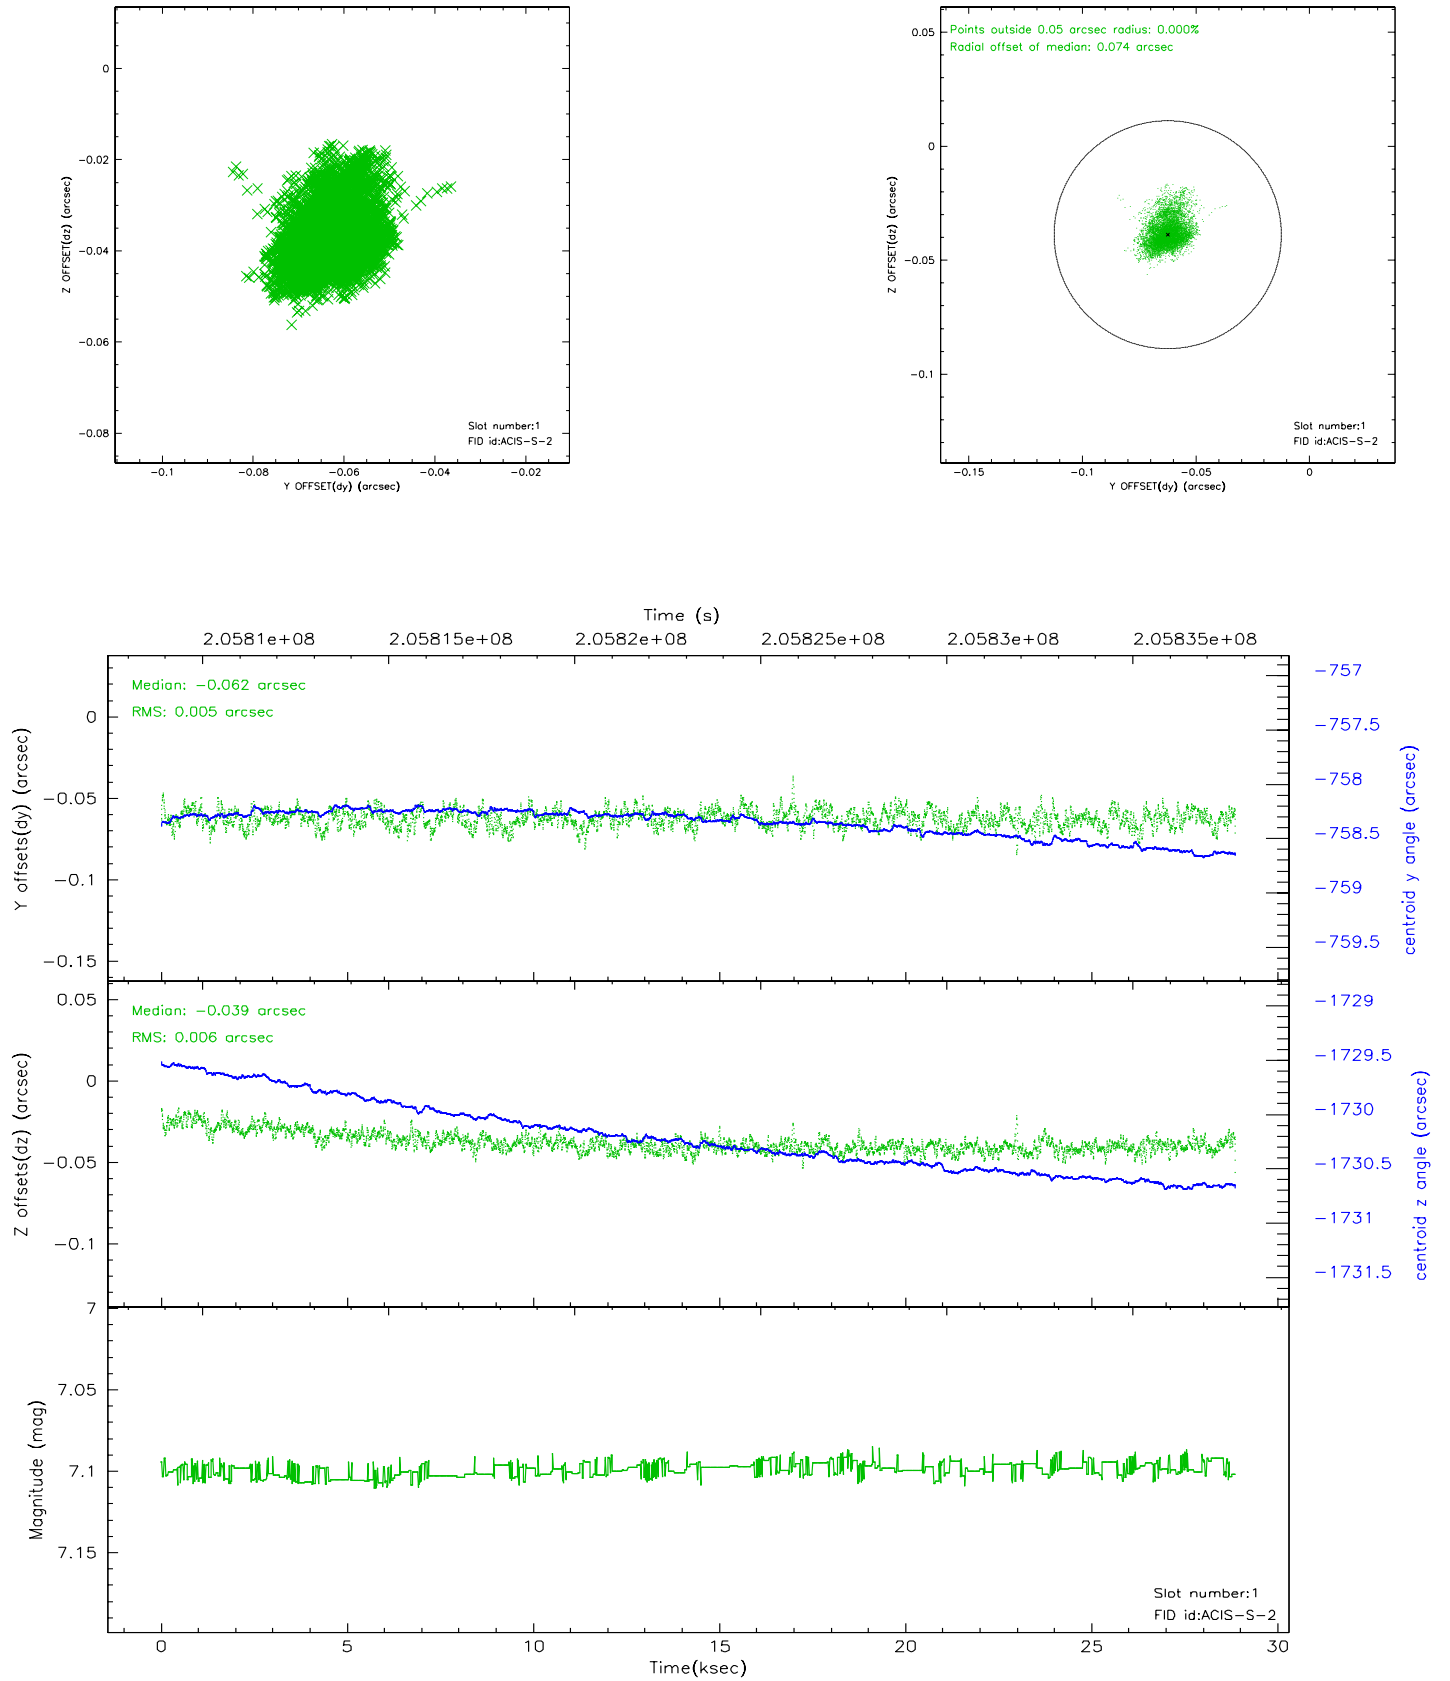 0
−0.02
−0.04
−0.06
−0.08
Z OFFSET(dz) (arcsec)
Slot number:1
FID id:ACIS−S−2
−0.1 −0.08 −0.06 −0.04 −0.02
Y OFFSET(dy) (arcsec)
Points outside 0.05 arcsec radius: 0.000%
Radial offset of median: 0.074 arcsec
0.05
0
−0.05
−0.1
Z OFFSET(dz) (arcsec)
Slot number:1
FID id:ACIS−S−2
−0.15 −0.1 −0.05 0
Y OFFSET(dy) (arcsec)
Time (s)
2.0581e+08 2.05815e+08 2.0582e+08 2.05825e+08 2.0583e+08 2.05835e+08
Median: −0.062 arcsec
RMS: 0.005 arcsec
0
−0.05
−0.1
−0.15
Y offsets(dy) (arcsec)
−757
−757.5
−758
−758.5
−759
−759.5
centroid y angle (arcsec)
Median: −0.039 arcsec
RMS: 0.006 arcsec
0.05
0
−0.05
−0.1
Z offsets(dz) (arcsec)
−1729
−1729.5
−1730
−1730.5
−1731
−1731.5
centroid z angle (arcsec)
7
7.05
7.1
7.15
Magnitude (mag)
Slot number:1
FID id:ACIS−S−2
0 5 10 15 20 25 30
Time(ksec)